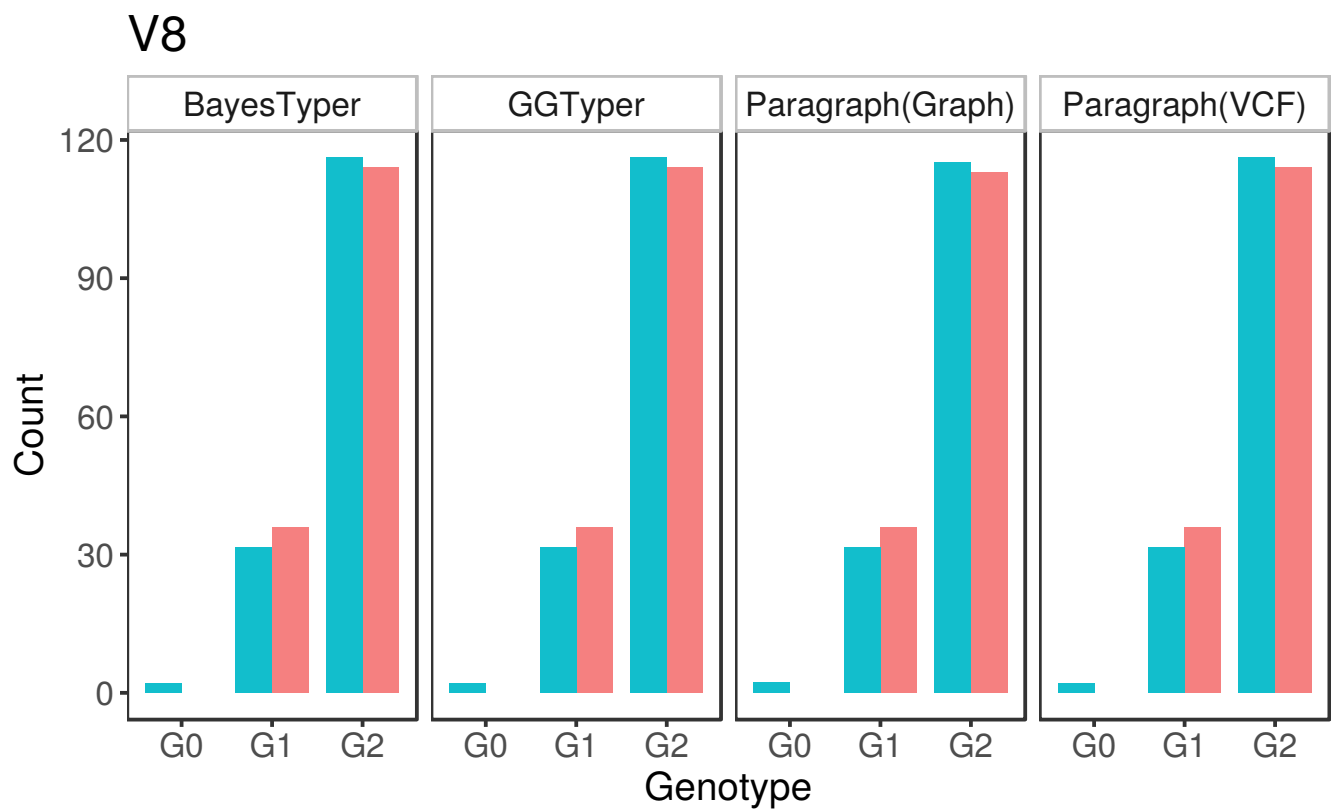 V8
BayesTyper GGTyper Paragraph(Graph) Paragraph(VCF)
120
90
60
30
0
Count
G0 G1 G2 G0 G1 G2 G0 G1 G2 G0 G1 G2
Genotype